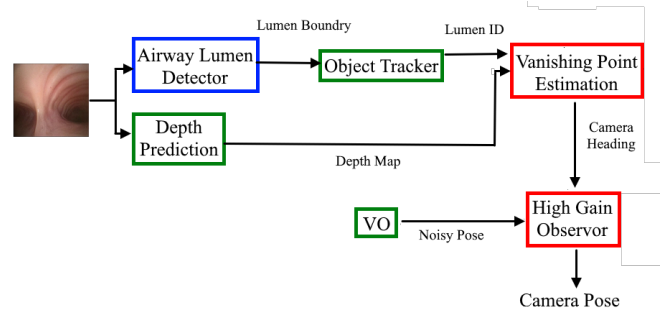 Lumen Boundry
Lumen ID
Airway Lumen
Detector
Object Tracker
Vanishing Point
Estimation
Depth
Prediction
Depth Map
Camera
Heading
VO
Noisy Pose
High Gain
Observor
Camera Pose